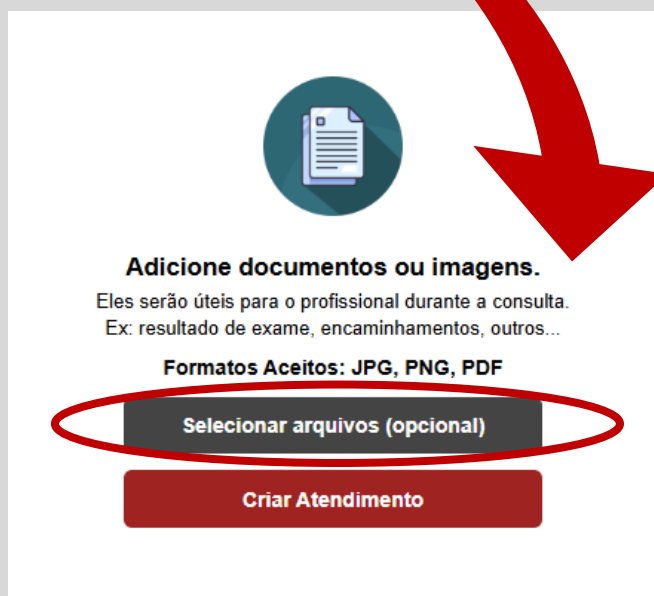 Adicione documentos ou imagens.
Eles serão úteis para o profissional durante a consulta.
Ex: resultado de exame, encaminhamentos, outros...
Formatos Aceitos: JPG, PNG, PDF
Selecionar arquivos (opcional)
Criar Atendimento